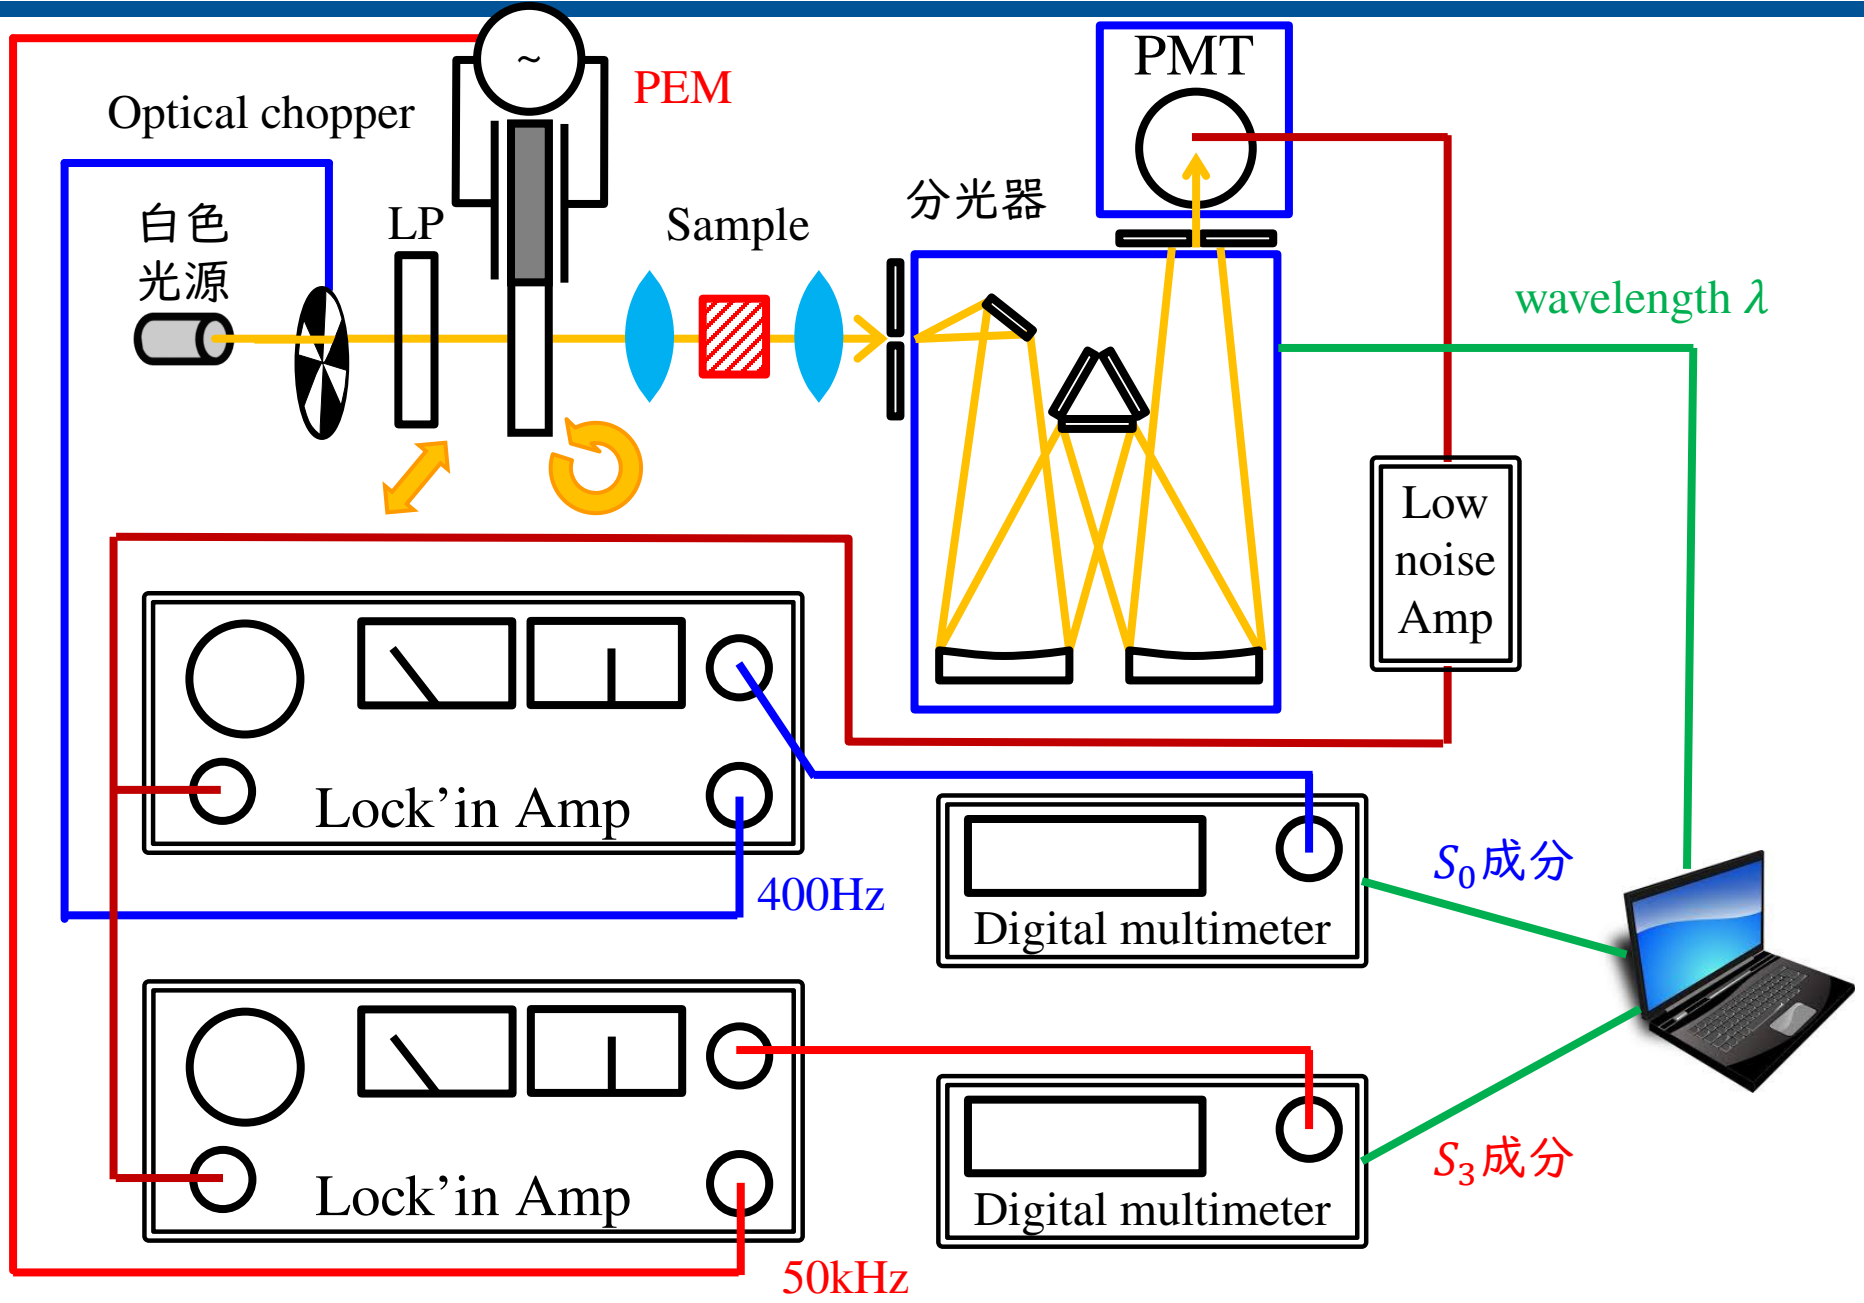 PEM
PMT
Optical chopper
白色
光源
LP
Sample
分光器
wavelength λ
Low
noise
Amp
Lock’in Amp
400Hz
Digital multimeter
S₀成分
Lock’in Amp
50kHz
Digital multimeter
S₃成分
~